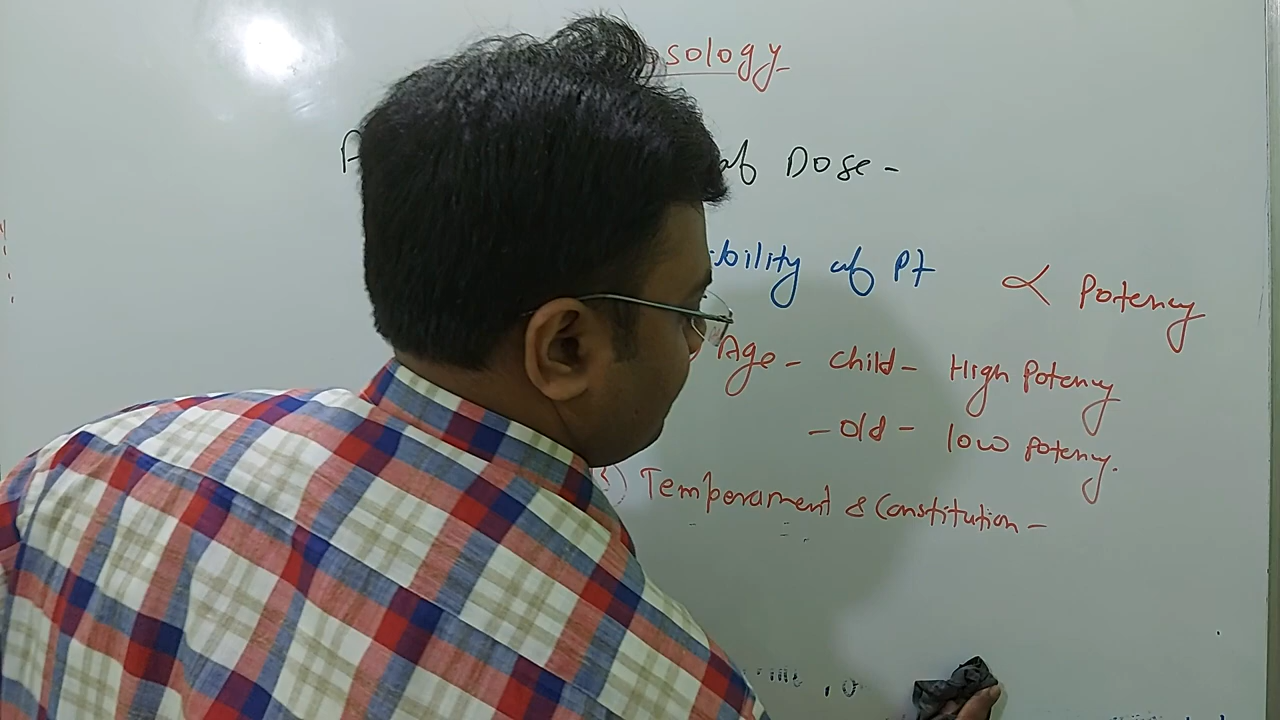 sology
of Dose -
bility of Pt ∝ Potency
Age - child - High Potency
- old - low potency.
3) Temperament & Constitution -